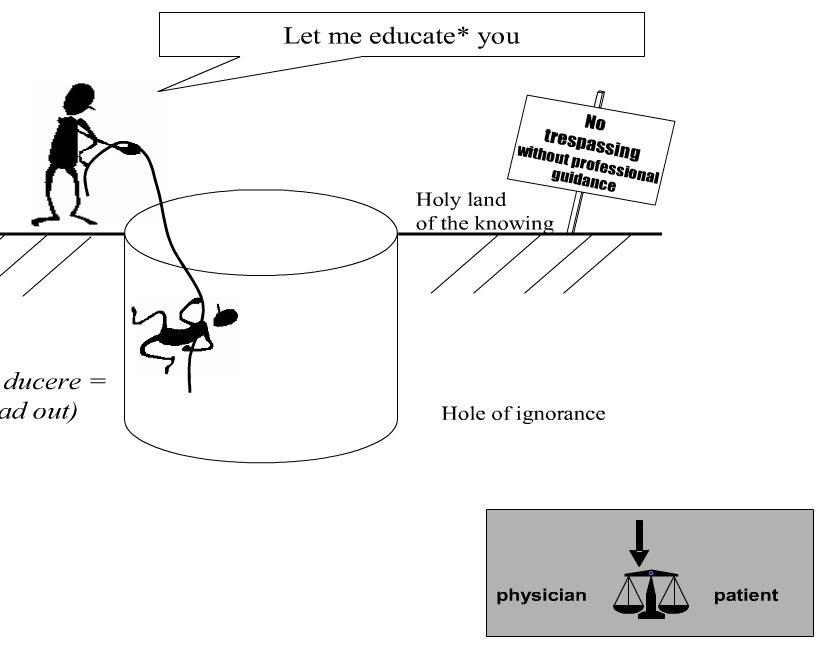 Let me educate* you
No
trespassing
without professional
guidance
Holy land
of the knowing
ducere =
ad out)
Hole of ignorance
physician patient